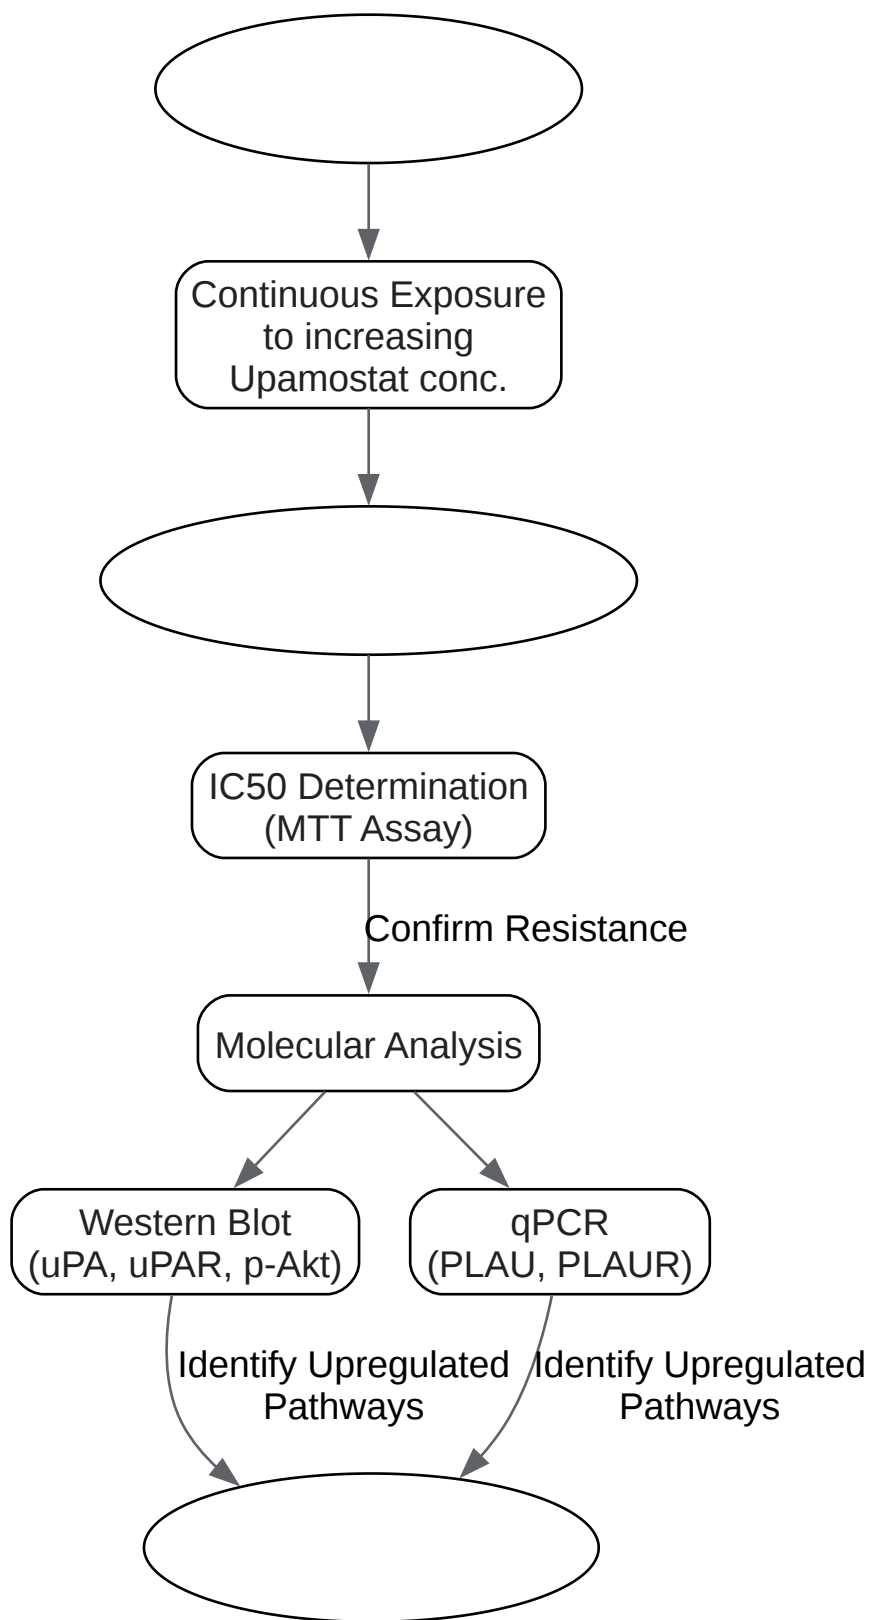 Continuous Exposure
to increasing
Upamostat conc.
IC50 Determination
(MTT Assay)
Confirm Resistance
Molecular Analysis
Western Blot
(uPA, uPAR, p-Akt)
qPCR
(PLAU, PLAUR)
Identify Upregulated
Pathways
Identify Upregulated
Pathways